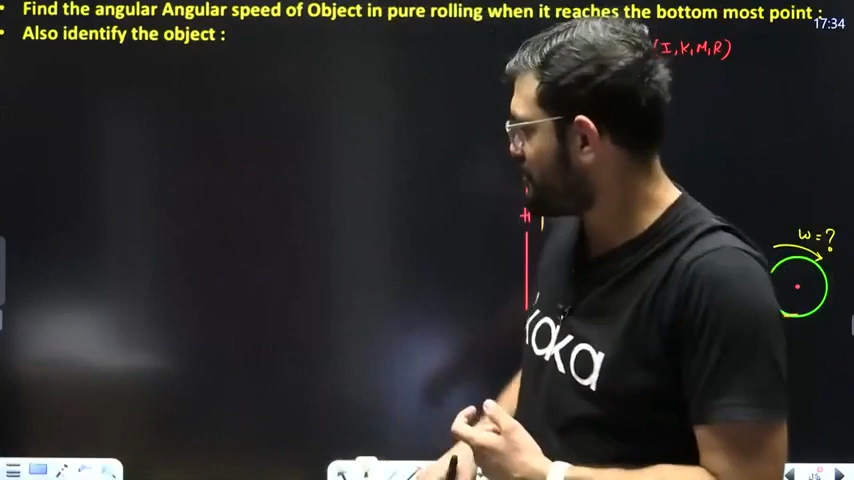 • Find the angular Angular speed of Object in pure rolling when it reaches the bottom most point :
• Also identify the object :
17:34
(I, K, M, R)
H
ω = ?
kaka
JS